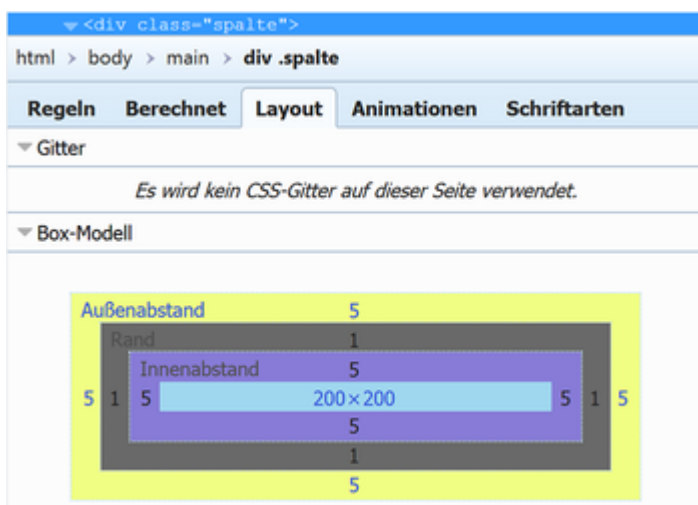 <div class="spalte">
html > body > main > div .spalte
Regeln Berechnet Layout Animationen Schriftarten
Gitter
Es wird kein CSS-Gitter auf dieser Seite verwendet.
Box-Modell
Außenabstand 5
Rand 1
Innenabstand 5
5 1 5 200×200 5 1 5
5
1
5